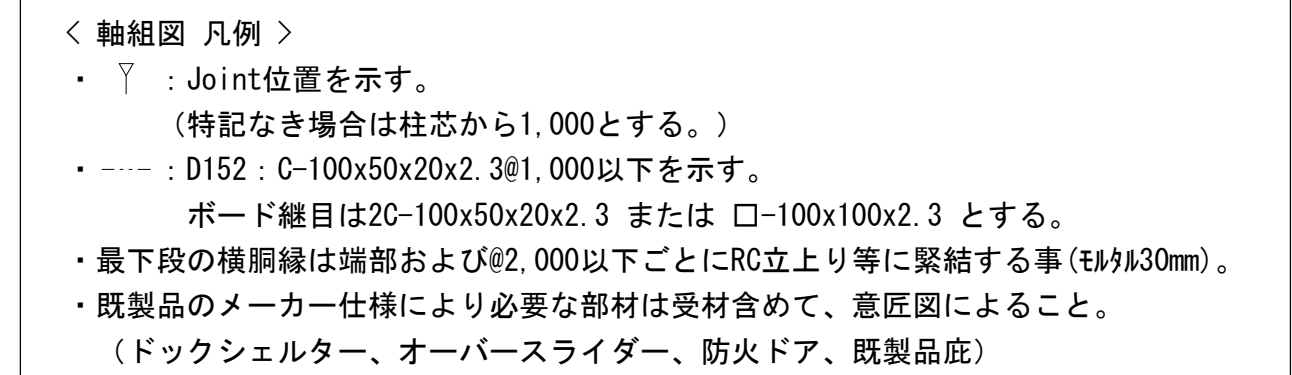 < 軸組図 凡例 >
・ : Joint位置を示す。
(特記なき場合は柱芯から1,000とする。)
・ : D152 : C-100x50x20x2.3@1,000以下を示す。
ボード継目は2C-100x50x20x2.3 または □-100x100x2.3 とする。
・最下段の横胴縁は端部および@2,000以下ごとにRC立上り等に緊結する事(ﾓﾙﾀﾙ30mm)。
・既製品のメーカー仕様により必要な部材は受材含めて、意匠図によること。
(ドックシェルター、オーバースライダー、防火ドア、既製品庇)